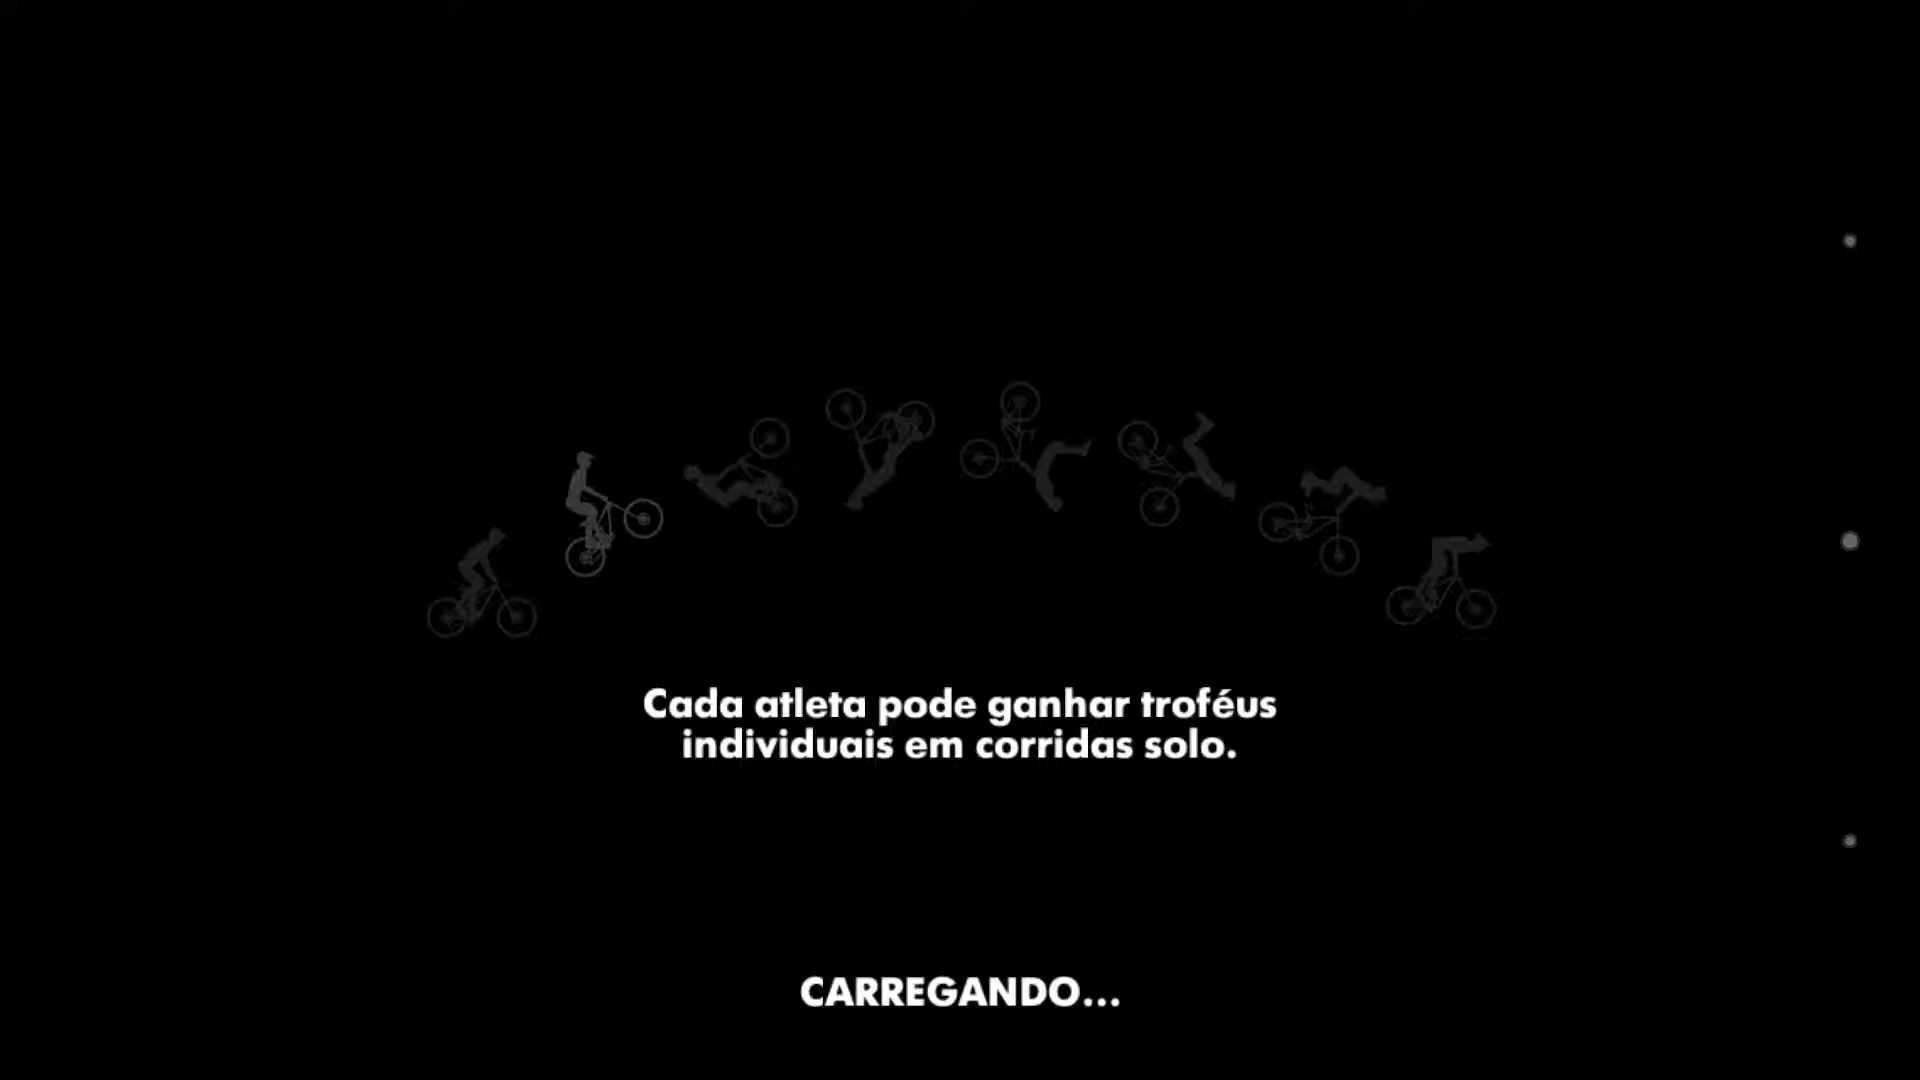 Cada atleta pode ganhar troféus
individuais em corridas solo.
CARREGANDO...